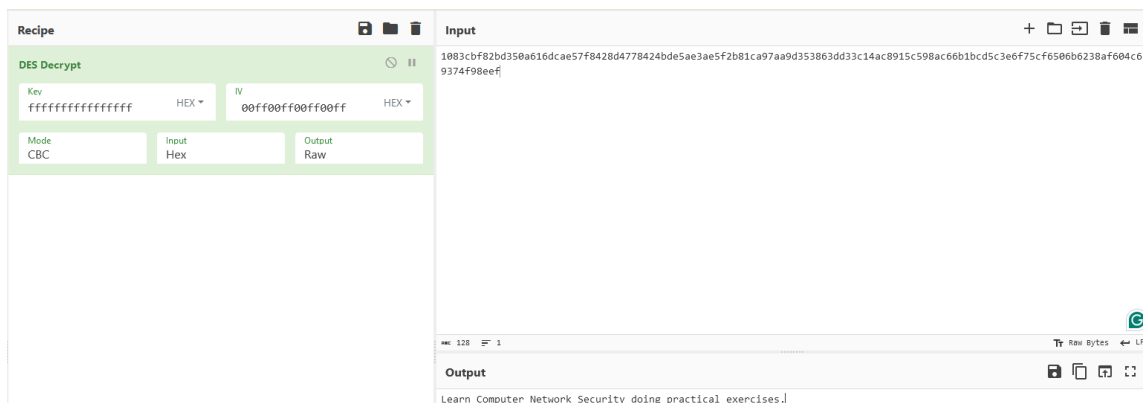 Recipe
DES Decrypt
Key
ffffffffffffffff
HEX
IV
00ff00ff00ff00ff
HEX
Mode
CBC
Input
Hex
Output
Raw
Input
1083cbf82bd350a616dcae57f8428d4778424bde5ae3ae5f2b81ca97aa9d353863dd33c14ac8915c598ac66b1bcd5c3e6f75cf6506b6238af604c6
9374f98eef
ABC 128 1
Tr Raw Bytes LF
Output
Learn Computer Network Security doing practical exercises.